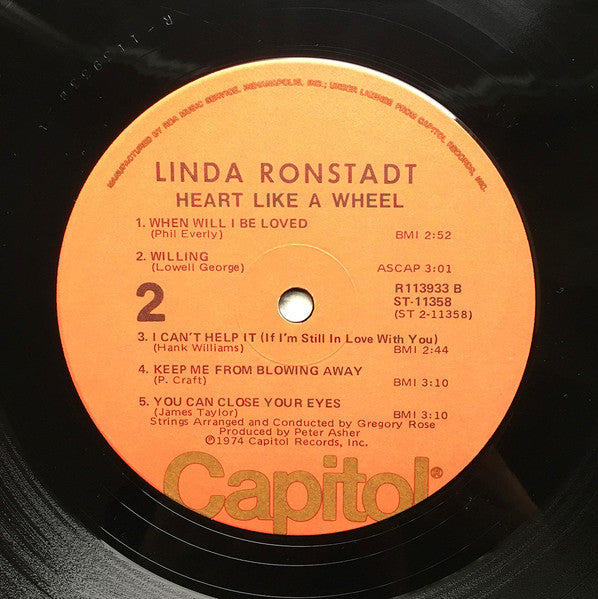 R-113933
MANUFACTURED BY RCA MUSIC SERVICE, INDIANAPOLIS, IND.; UNDER LICENSE FROM CAPITOL RECORDS, INC.
LINDA RONSTADT
HEART LIKE A WHEEL
1. WHEN WILL I BE LOVED
(Phil Everly) BMI 2:52
2. WILLING
(Lowell George) ASCAP 3:01
2
R113933 B
ST-11358
(ST 2-11358)
3. I CAN'T HELP IT (If I'm Still In Love With You)
(Hank Williams) BMI 2:44
4. KEEP ME FROM BLOWING AWAY
(P. Craft) BMI 3:10
5. YOU CAN CLOSE YOUR EYES
(James Taylor) BMI 3:10
Strings Arranged and Conducted by Gregory Rose
Produced by Peter Asher
℗1974 Capitol Records, Inc.
Capitol®